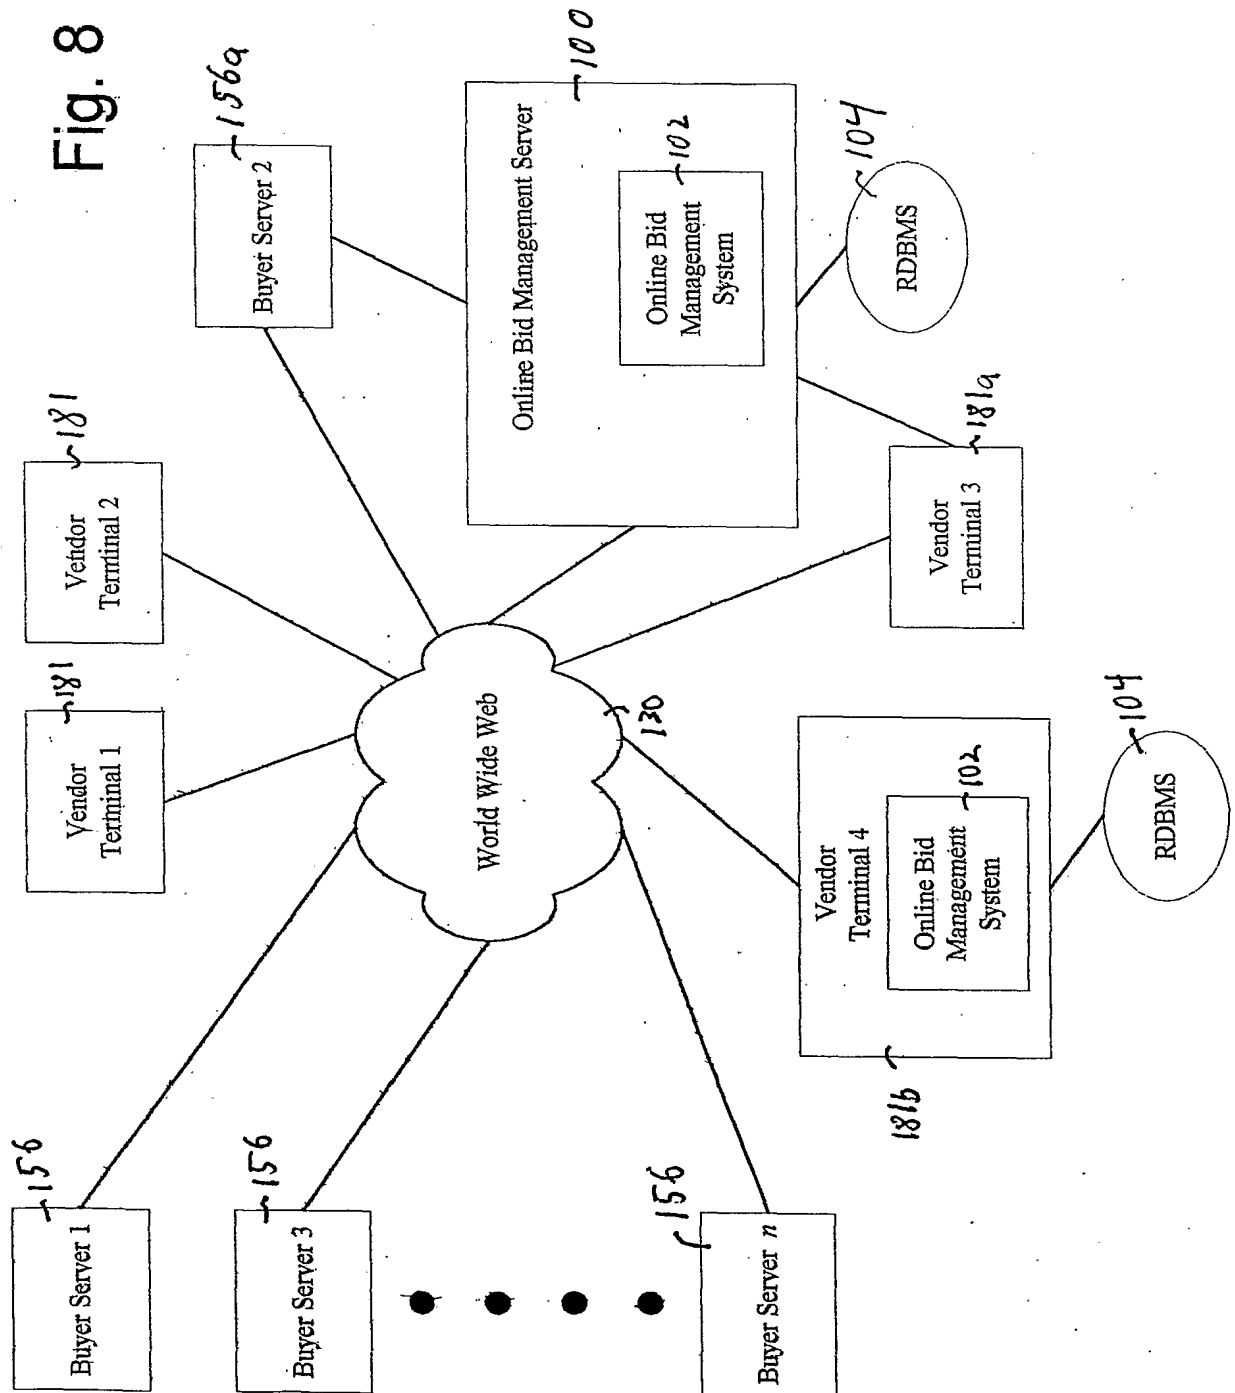 Fig. 8
Buyer Server 1
156
Buyer Server 3
156
Buyer Server n
156
Vendor
Terminal 1
181
Vendor
Terminal 2
181
Buyer Server 2
156a
World Wide Web
130
Online Bid Management Server
100
Online Bid
Management
System
102
RDBMS
104
Vendor
Terminal 3
181a
Vendor
Terminal 4
181b
Online Bid
Management
System
102
RDBMS
104